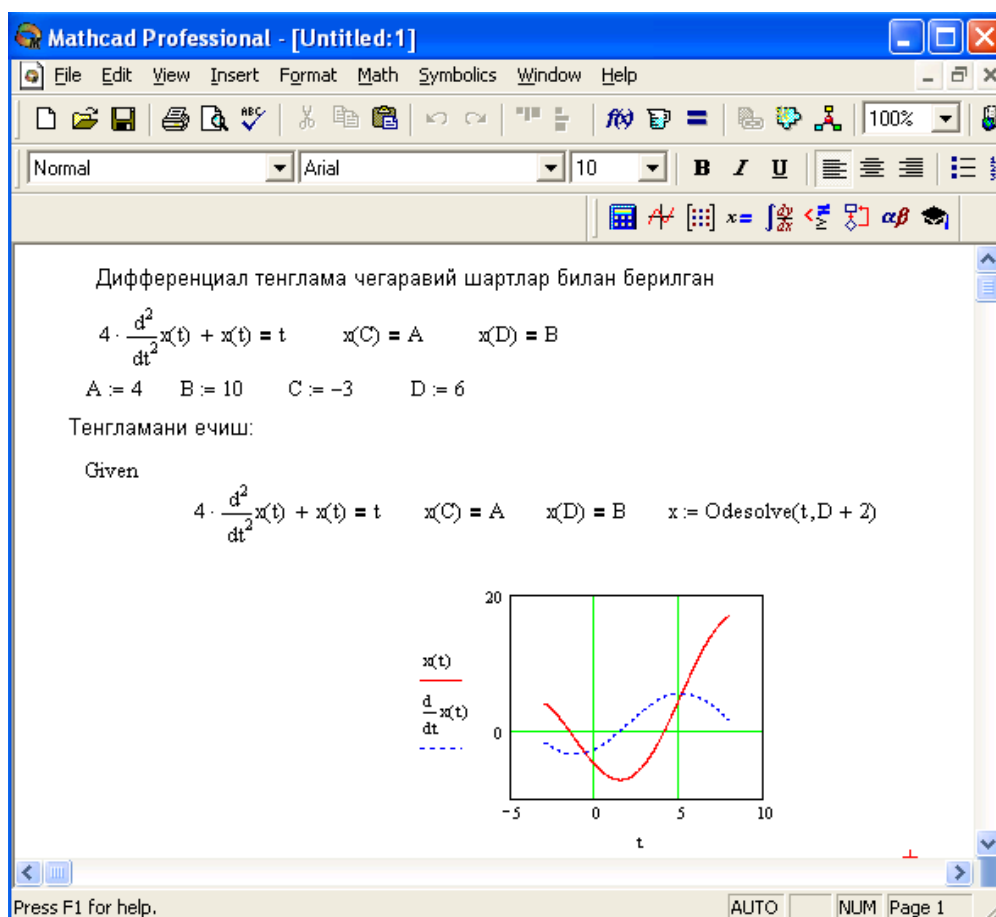 Mathcad Professional - [Untitled:1]
File Edit View Insert Format Math Symbolics Window Help
100%
Normal Arial 10 B I U
Дифференциал тенглама чегаравий шартлар билан берилган
4 · d²/dt² x(t) + x(t) = t x(C) = A x(D) = B
A := 4 B := 10 C := −3 D := 6
Тенгламани ечиш:
Given
4 · d²/dt² x(t) + x(t) = t x(C) = A x(D) = B x := Odesolve(t,D + 2)
20
x(t)
d/dt x(t)
0
−5 0 5 10
t
Press F1 for help. AUTO NUM Page 1